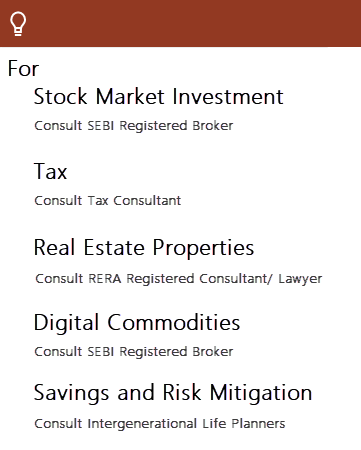 For
Stock Market Investment
Consult SEBI Registered Broker
Tax
Consult Tax Consultant
Real Estate Properties
Consult RERA Registered Consultant/ Lawyer
Digital Commodities
Consult SEBI Registered Broker
Savings and Risk Mitigation
Consult Intergenerational Life Planners